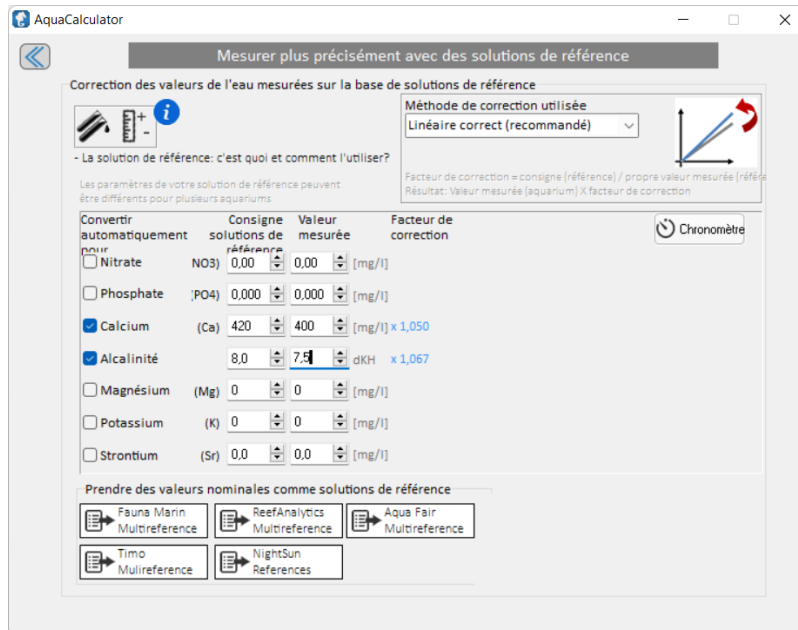 AquaCalculator
Mesurer plus précisément avec des solutions de référence
Correction des valeurs de l'eau mesurées sur la base de solutions de référence
i
Méthode de correction utilisée
Linéaire correct (recommandé)
- La solution de référence: c'est quoi et comment l'utiliser?
Les paramètres de votre solution de référence peuvent
être différents pour plusieurs aquariums
Facteur de correction = consigne (référence) / propre valeur mesurée (référe
Résultat: Valeur mesurée (aquarium) X facteur de correction
Convertir
automatiquement
pour
Consigne
solutions de
référence
Valeur
mesurée
Facteur de
correction
Chronomètre
Nitrate NO3) 0,00 0,00 [mg/l]
Phosphate (PO4) 0,000 0,000 [mg/l]
Calcium (Ca) 420 400 [mg/l] x 1,050
Alcalinité 8,0 7,5 dKH x 1,067
Magnésium (Mg) 0 0 [mg/l]
Potassium (K) 0 0 [mg/l]
Strontium (Sr) 0,0 0,0 [mg/l]
Prendre des valeurs nominales comme solutions de référence
Fauna Marin
Multireference
ReefAnalytics
Multireference
Aqua Fair
Multireference
Timo
Mulireference
NightSun
References